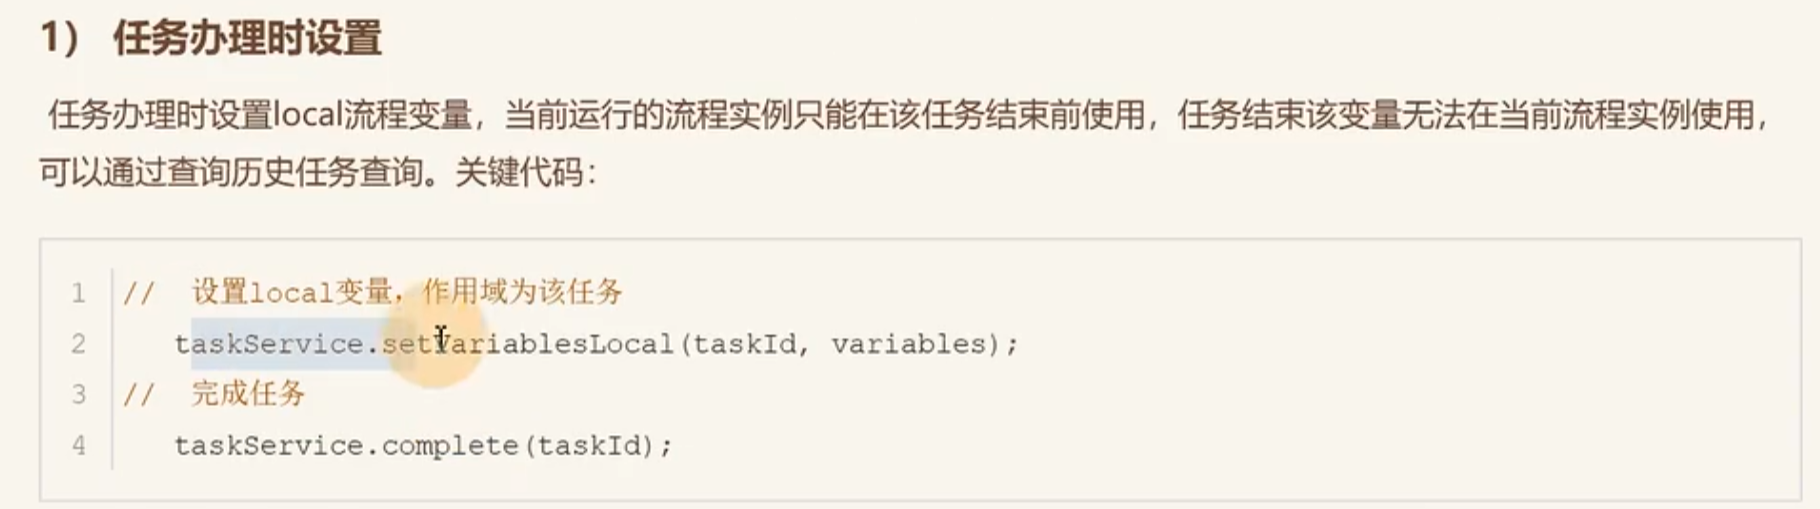 1） 任务办理时设置
任务办理时设置local流程变量，当前运行的流程实例只能在该任务结束前使用，任务结束该变量无法在当前流程实例使用，
可以通过查询历史任务查询。关键代码：
1 // 设置local变量，作用域为该任务
2 taskService.setVariablesLocal(taskId, variables);
3 // 完成任务
4 taskService.complete(taskId);